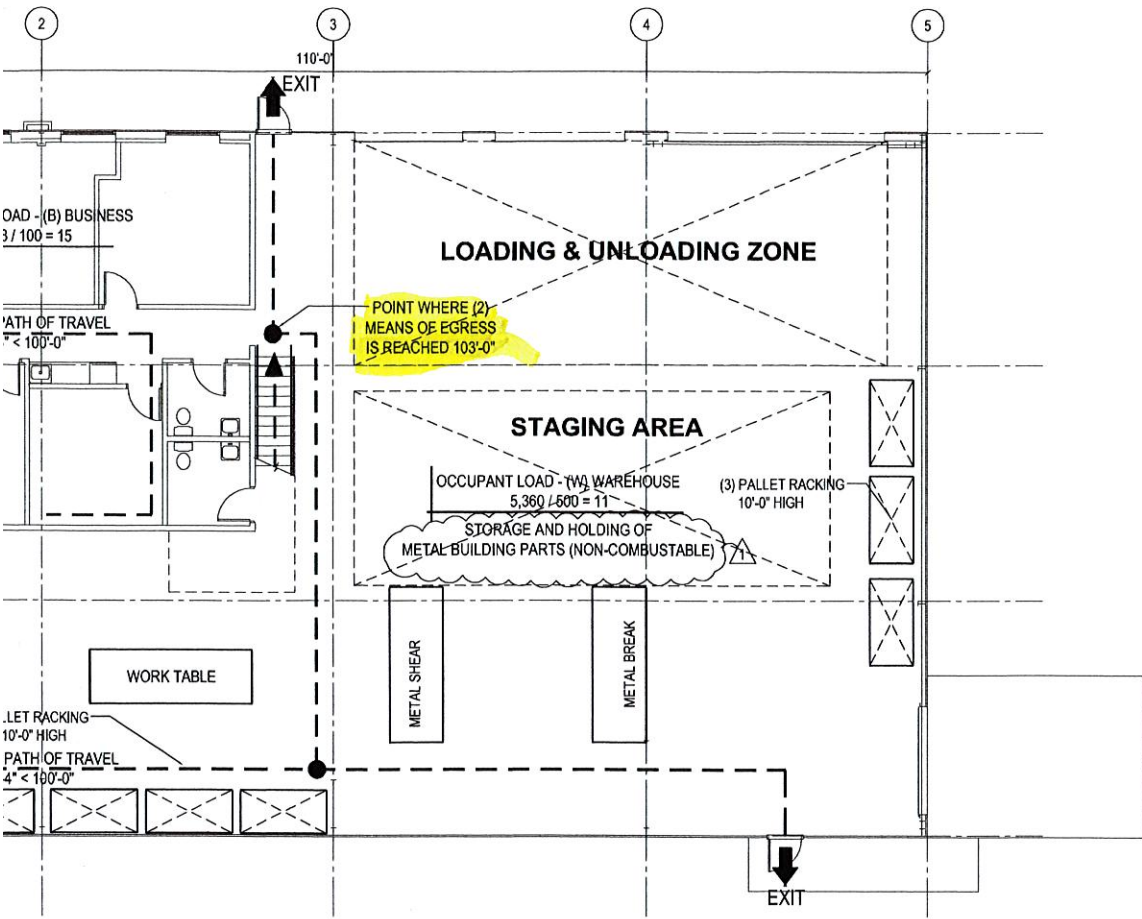 2
3
4
5
110'-0"
EXIT
OAD - (B) BUSINESS
/ 100 = 15
LOADING & UNLOADING ZONE
POINT WHERE (2)
MEANS OF EGRESS
IS REACHED 103'-0"
PATH OF TRAVEL
" < 100'-0"
STAGING AREA
OCCUPANT LOAD - (W) WAREHOUSE
5,360 / 500 = 11
(3) PALLET RACKING
10'-0" HIGH
STORAGE AND HOLDING OF
METAL BUILDING PARTS (NON-COMBUSTABLE)
1
WORK TABLE
METAL SHEAR
METAL BREAK
LLET RACKING
10'-0" HIGH
PATH OF TRAVEL
4" < 100'-0"
EXIT